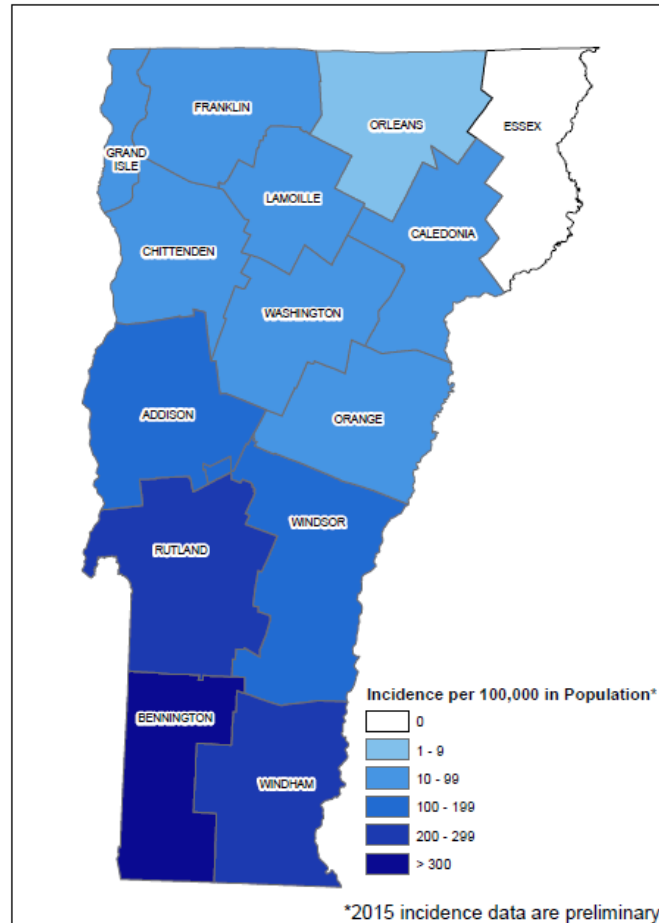 FRANKLIN
ORLEANS
ESSEX
GRAND
ISLE
LAMOILLE
CALEDONIA
CHITTENDEN
WASHINGTON
ADDISON
ORANGE
WINDSOR
RUTLAND
Incidence per 100,000 in Population*
BENNINGTON
0
1 - 9
10 - 99
WINDHAM
100 - 199
200 - 299
> 300
*2015 incidence data are preliminary